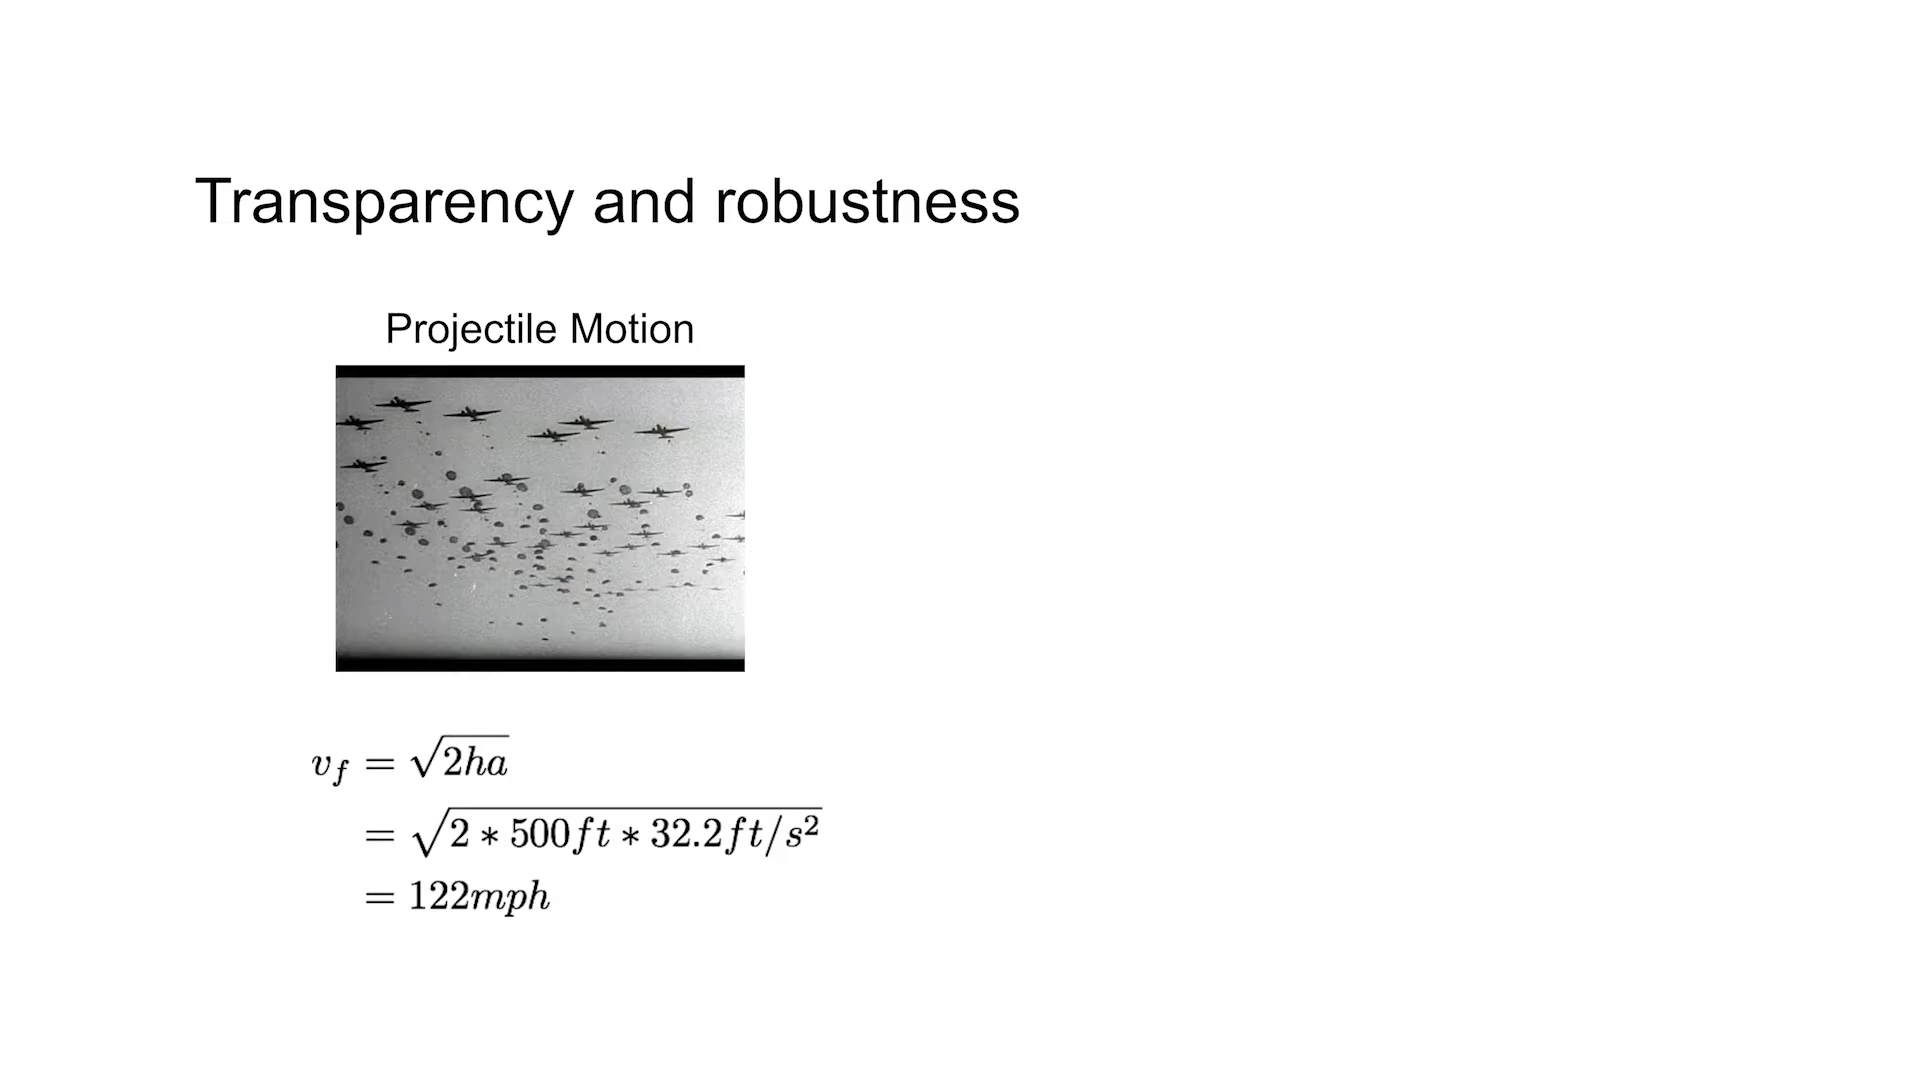 Transparency and robustness
Projectile Motion
v_f = √2ha
= √2 * 500ft * 32.2ft/s²
= 122mph